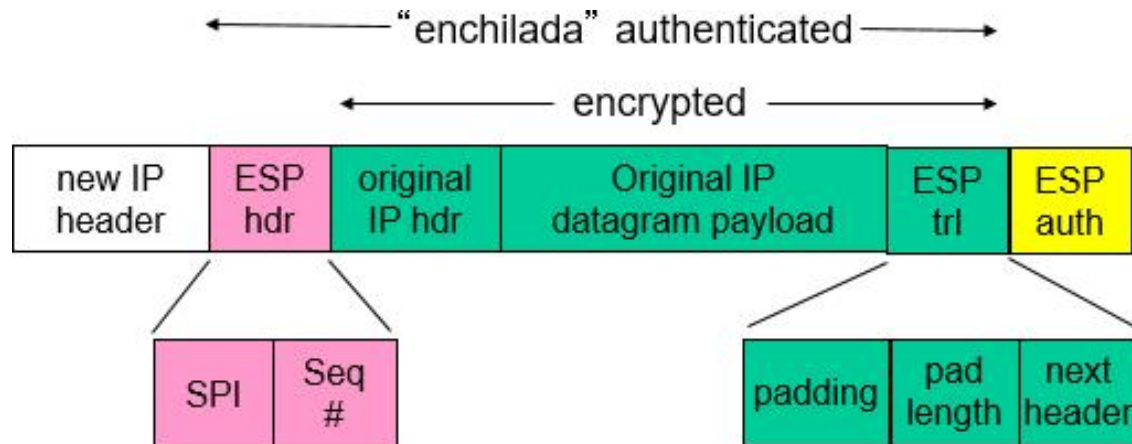 “enchilada” authenticated
encrypted
new IP
header
ESP
hdr
original
IP hdr
Original IP
datagram payload
ESP
trl
ESP
auth
SPI
Seq
#
padding
pad
length
next
header